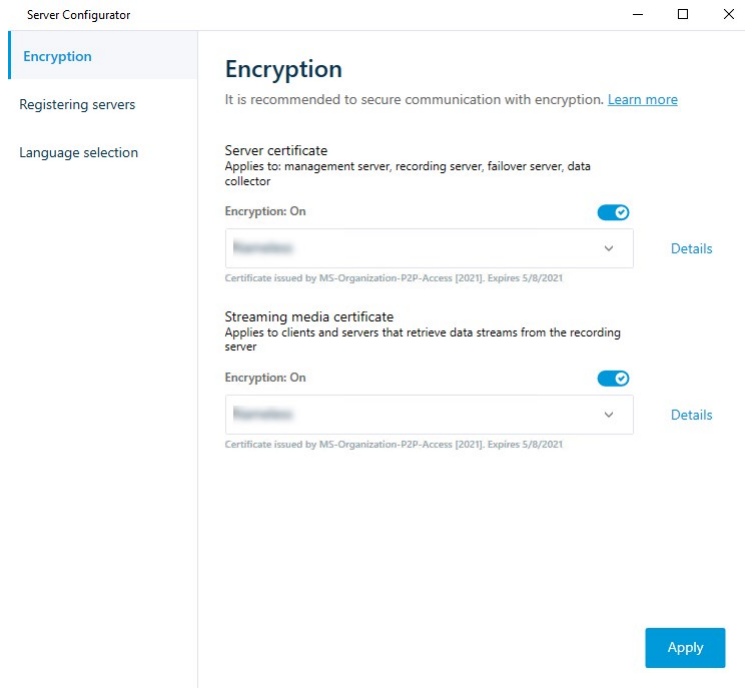 Server Configurator
Encryption
Registering servers
Language selection
Encryption
It is recommended to secure communication with encryption. Learn more
Server certificate
Applies to: management server, recording server, failover server, data
collector
Encryption: On
Details
Certificate issued by MS-Organization-P2P-Access [2021]. Expires 5/8/2021
Streaming media certificate
Applies to clients and servers that retrieve data streams from the recording
server
Encryption: On
Details
Certificate issued by MS-Organization-P2P-Access [2021]. Expires 5/8/2021
Apply